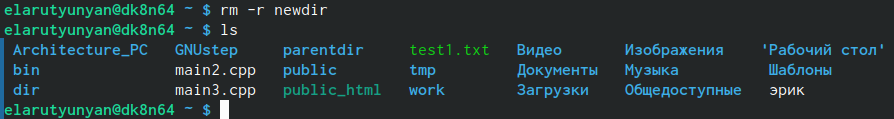 elarutyunyan@dk8n64 ~ $ rm -r newdir
elarutyunyan@dk8n64 ~ $ ls
Architecture_PC GNUstep parentdir test1.txt Видео Изображения 'Рабочий стол'
bin main2.cpp public tmp Документы Музыка Шаблоны
dir main3.cpp public_html work Загрузки Общедоступные эрик
elarutyunyan@dk8n64 ~ $